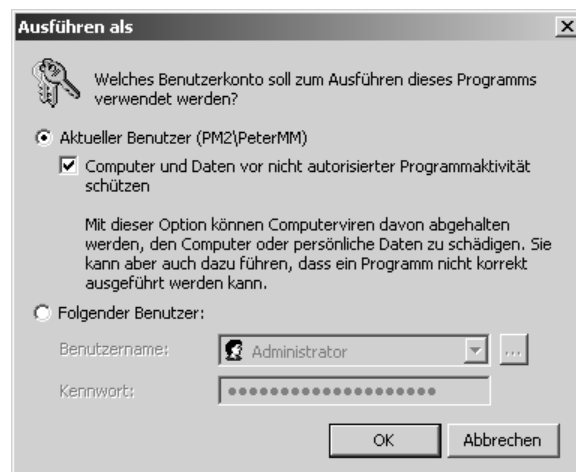 Ausführen als
Welches Benutzerkonto soll zum Ausführen dieses Programms
verwendet werden?
Aktueller Benutzer (PM2\PeterMM)
Computer und Daten vor nicht autorisierter Programmaktivität
schützen
Mit dieser Option können Computerviren davon abgehalten
werden, den Computer oder persönliche Daten zu schädigen. Sie
kann aber auch dazu führen, dass ein Programm nicht korrekt
ausgeführt werden kann.
Folgender Benutzer:
Benutzername: Administrator ...
Kennwort: ●●●●●●●●●●●●●●●●●●●●
OK Abbrechen